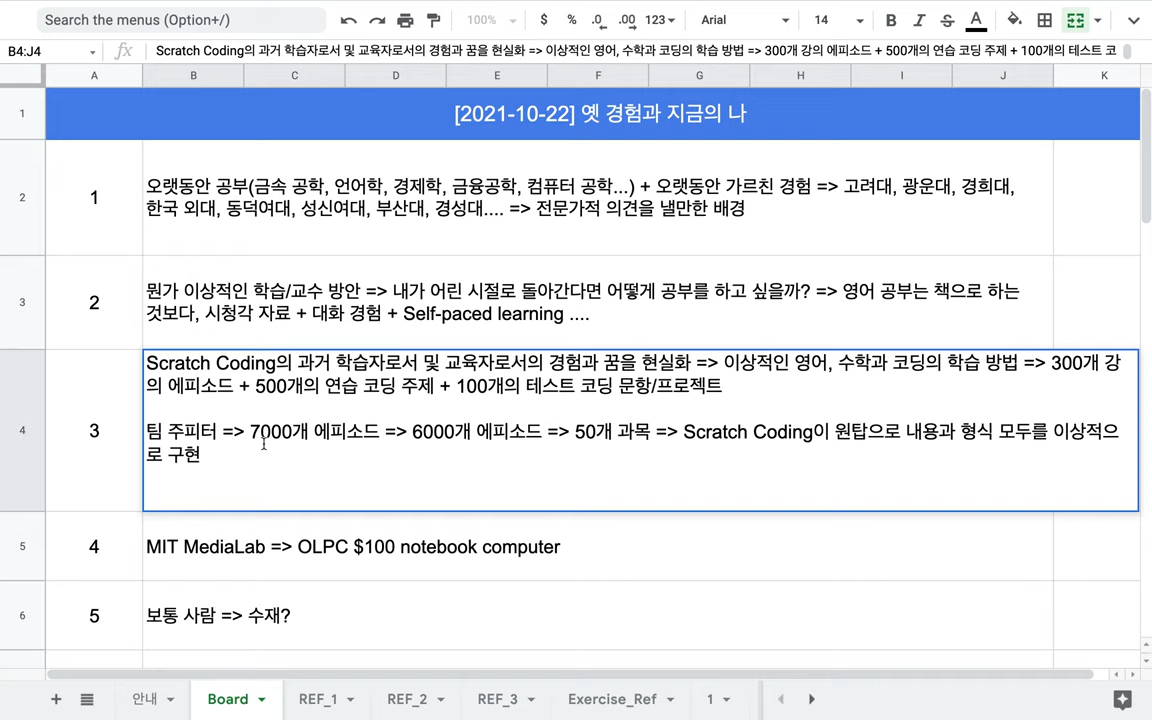 Search the menus (Option+/)
100%
$ % .0 .00 123
Arial
14
B I S A
B4:J4
fx
Scratch Coding의 과거 학습자로서 및 교육자로서의 경험과 꿈을 현실화 => 이상적인 영어, 수학과 코딩의 학습 방법 => 300개 강의 에피소드 + 500개의 연습 코딩 주제 + 100개의 테스트 코
A B C D E F G H I J K
1
[2021-10-22] 옛 경험과 지금의 나
2
1
오랫동안 공부(금속 공학, 언어학, 경제학, 금융공학, 컴퓨터 공학...) + 오랫동안 가르친 경험 => 고려대, 광운대, 경희대,
한국 외대, 동덕여대, 성신여대, 부산대, 경성대.... => 전문가적 의견을 낼만한 배경
3
2
뭔가 이상적인 학습/교수 방안 => 내가 어린 시절로 돌아간다면 어떻게 공부를 하고 싶을까? => 영어 공부는 책으로 하는
것보다, 시청각 자료 + 대화 경험 + Self-paced learning ....
4
3
Scratch Coding의 과거 학습자로서 및 교육자로서의 경험과 꿈을 현실화 => 이상적인 영어, 수학과 코딩의 학습 방법 => 300개 강
의 에피소드 + 500개의 연습 코딩 주제 + 100개의 테스트 코딩 문항/프로젝트
팀 주피터 => 7000개 에피소드 => 6000개 에피소드 => 50개 과목 => Scratch Coding이 원탑으로 내용과 형식 모두를 이상적으
로 구현
5
4
MIT MediaLab => OLPC $100 notebook computer
6
5
보통 사람 => 수재?
안내 Board REF_1 REF_2 REF_3 Exercise_Ref 1